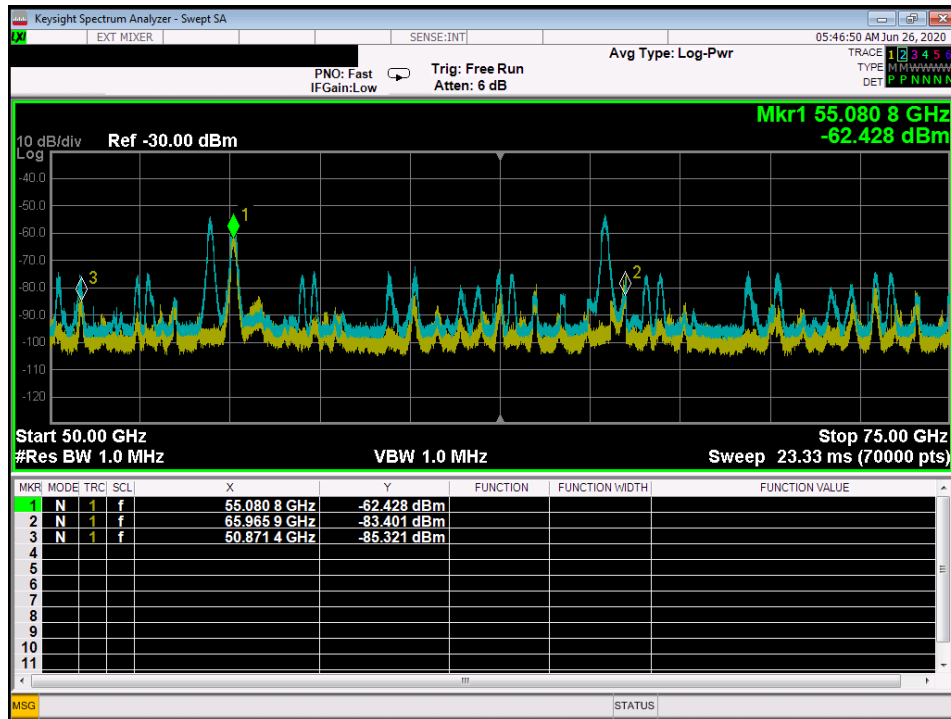 Keysight Spectrum Analyzer - Swept SA
LXI EXT MIXER SENSE:INT 05:46:50 AM Jun 26, 2020
Avg Type: Log-Pwr TRACE 1 2 3 4 5 6
PNO: Fast Trig: Free Run TYPE M M W W W W
IFGain:Low Atten: 6 dB DET P P N N N N
Mkr1 55.080 8 GHz
10 dB/div Ref -30.00 dBm -62.428 dBm
Log
-40.0
-50.0
1
-60.0
-70.0
3 2
-80.0
-90.0
-100
-110
-120
Start 50.00 GHz Stop 75.00 GHz
#Res BW 1.0 MHz VBW 1.0 MHz Sweep 23.33 ms (70000 pts)
MKR MODE TRC SCL X Y FUNCTION FUNCTION WIDTH FUNCTION VALUE
1 N 1 f 55.080 8 GHz -62.428 dBm
2 N 1 f 65.965 9 GHz -83.401 dBm
3 N 1 f 50.871 4 GHz -85.321 dBm
4
5
6
7
8
9
10
11
MSG STATUS